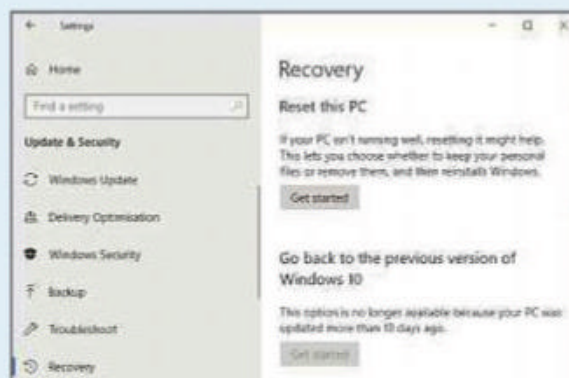 Settings
Home
Find a setting
Update & Security
Windows Update
Delivery Optimisation
Windows Security
Backup
Troubleshoot
Recovery
Recovery
Reset this PC
If your PC isn't running well, resetting it might help.
This lets you choose whether to keep your personal
files or remove them, and then reinstalls Windows.
Get started
Go back to the previous version of
Windows 10
This option is no longer available because your PC was
updated more than 10 days ago.
Get started